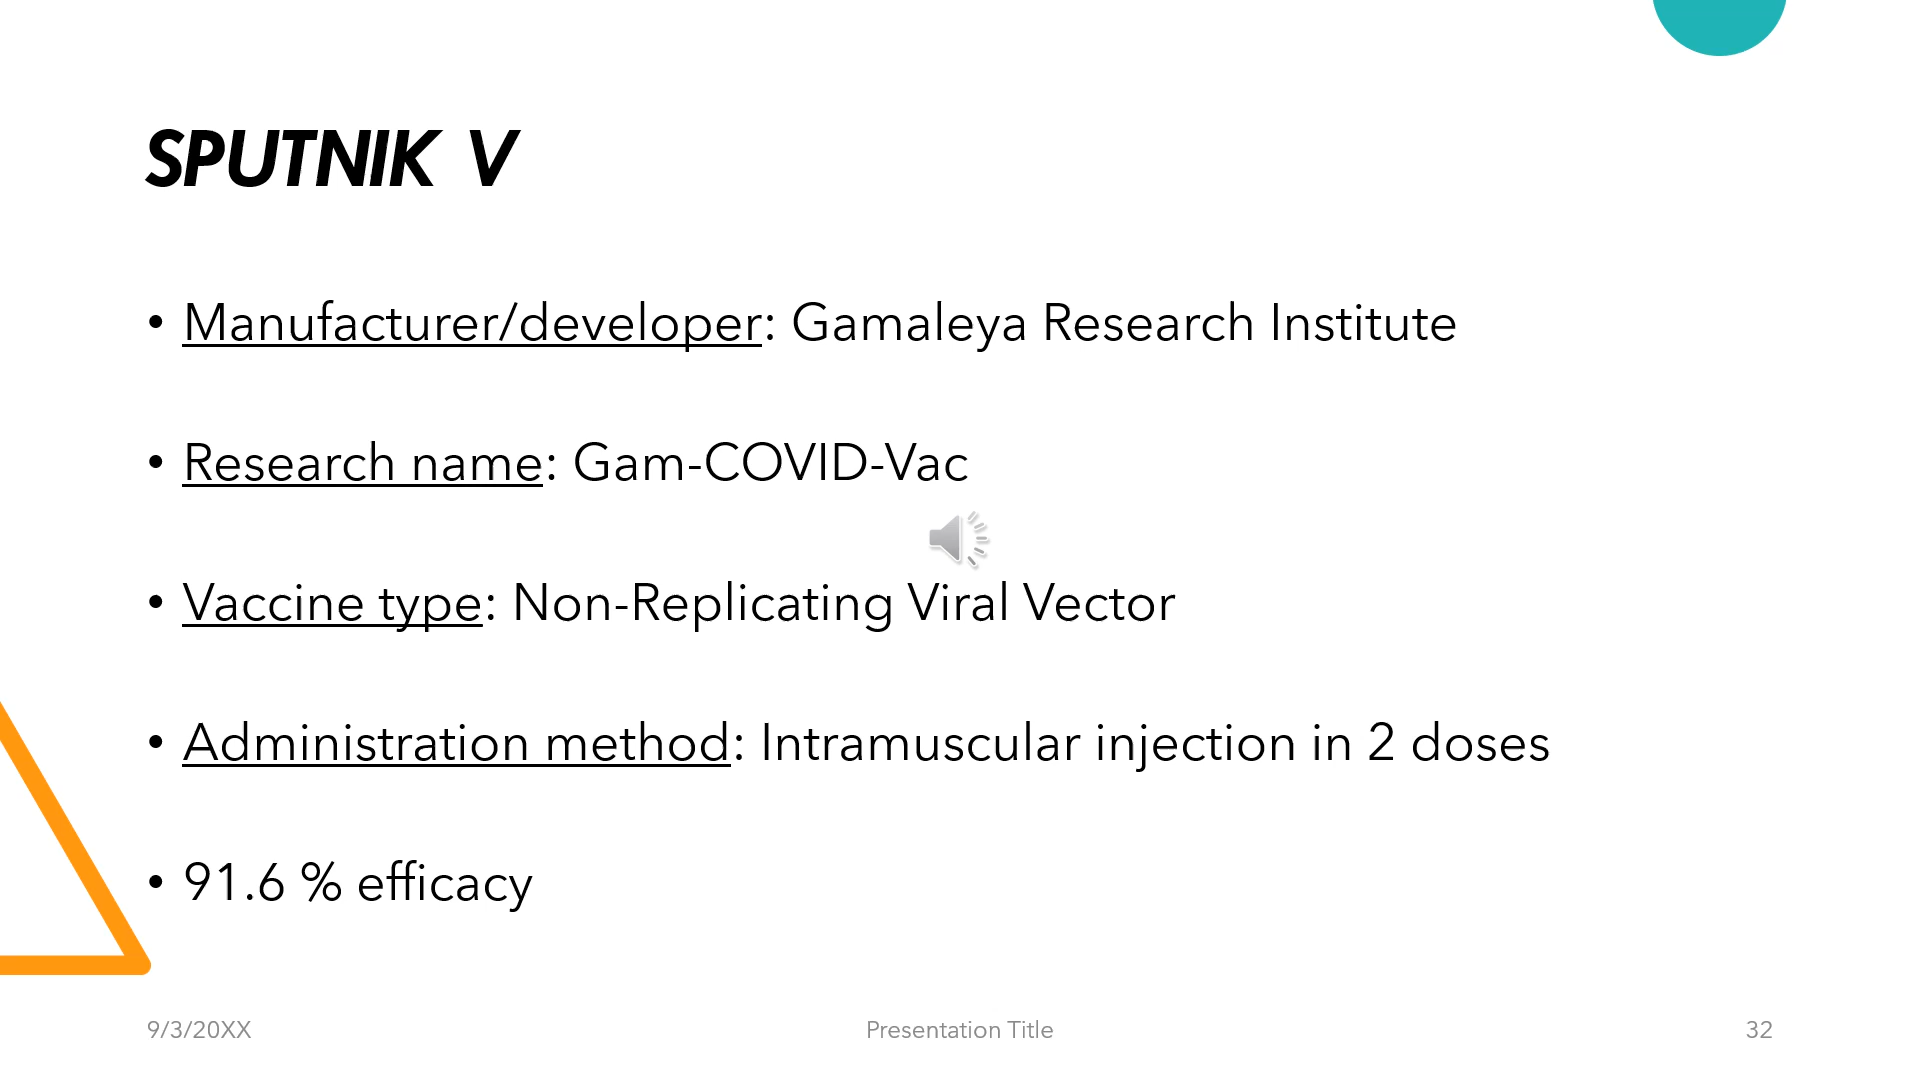 SPUTNIK V
• Manufacturer/developer: Gamaleya Research Institute
• Research name: Gam-COVID-Vac
• Vaccine type: Non-Replicating Viral Vector
• Administration method: Intramuscular injection in 2 doses
• 91.6 % efficacy
9/3/20XX
Presentation Title
32